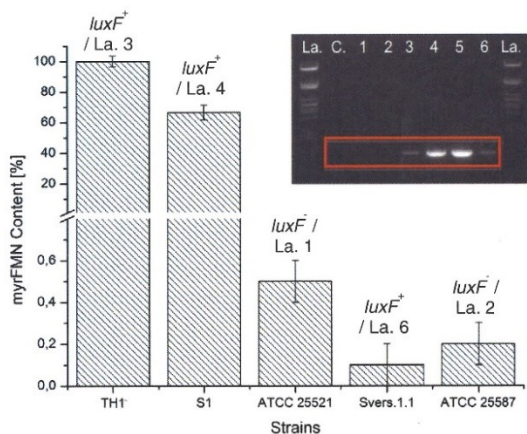 luxF+ / La. 3
luxF+ / La. 4
luxF- / La. 1
luxF+ / La. 6
luxF- / La. 2
La. C. 1 2 3 4 5 6 La.
myrFMN Content [%]
100
80
60
40
20
0,6
0,4
0,2
0,0
TH1- S1 ATCC 25521 Svers.1.1 ATCC 25587
Strains